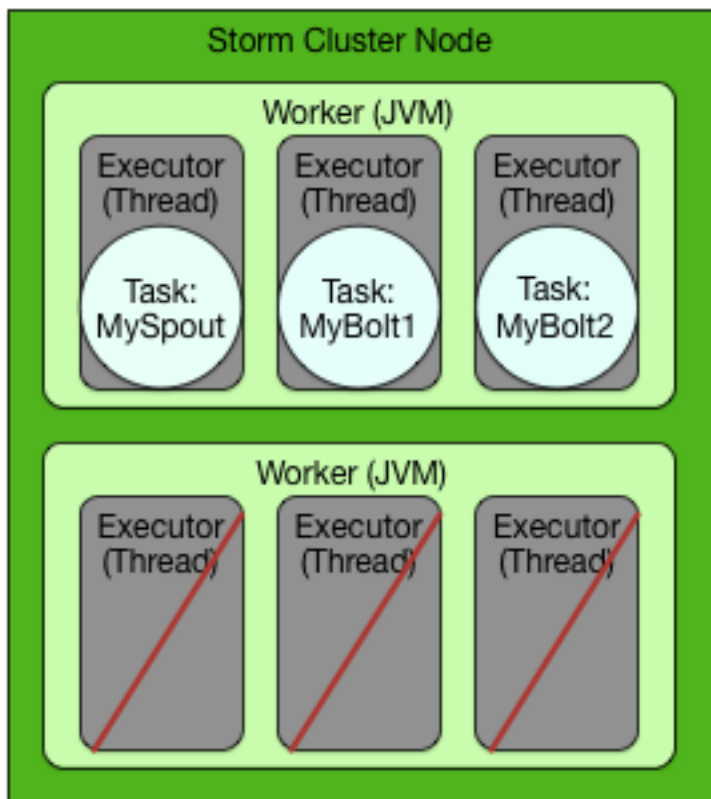 Storm Cluster Node
Worker (JVM)
Executor
(Thread)
Task:
MySpout
Executor
(Thread)
Task:
MyBolt1
Executor
(Thread)
Task:
MyBolt2
Worker (JVM)
Executor
(Thread)
Executor
(Thread)
Executor
(Thread)